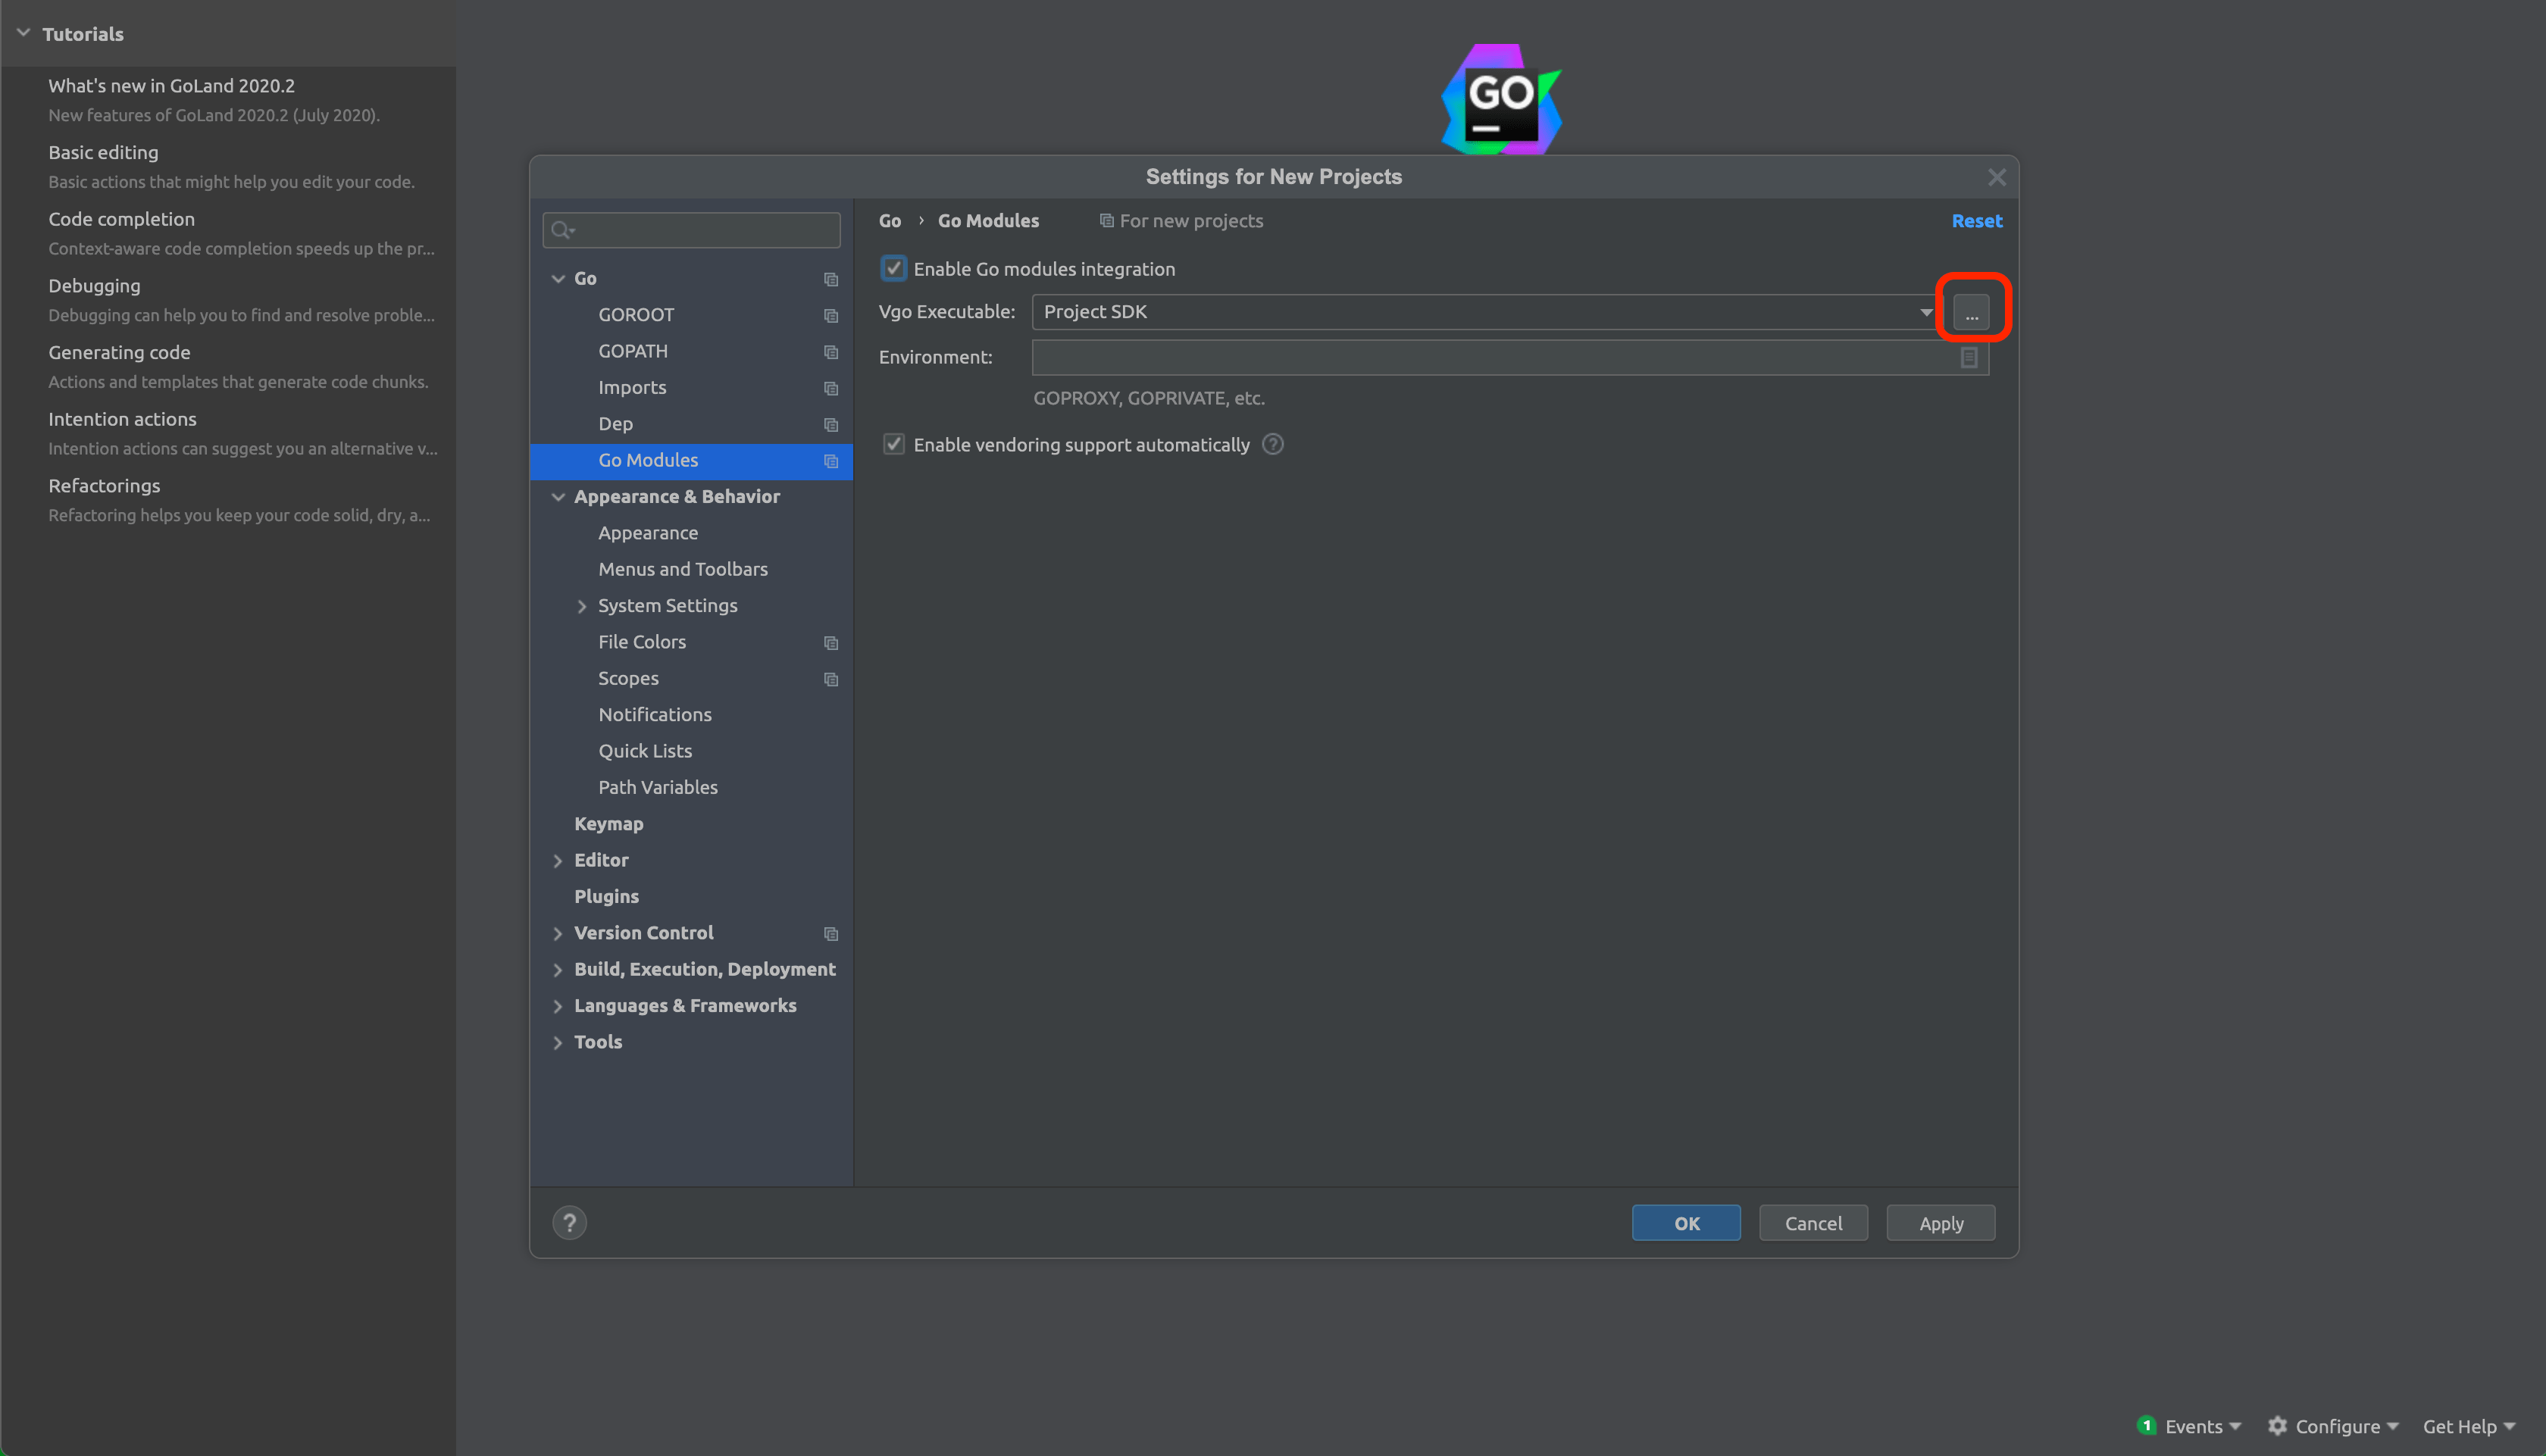 Tutorials
What's new in GoLand 2020.2
New features of GoLand 2020.2 (July 2020).
Basic editing
Basic actions that might help you edit your code.
Code completion
Context-aware code completion speeds up the pr...
Debugging
Debugging can help you to find and resolve proble...
Generating code
Actions and templates that generate code chunks.
Intention actions
Intention actions can suggest you an alternative v...
Refactorings
Refactoring helps you keep your code solid, dry, a...
GO
Settings for New Projects
Go
GOROOT
GOPATH
Imports
Dep
Go Modules
Appearance & Behavior
Appearance
Menus and Toolbars
System Settings
File Colors
Scopes
Notifications
Quick Lists
Path Variables
Keymap
Editor
Plugins
Version Control
Build, Execution, Deployment
Languages & Frameworks
Tools
Go › Go Modules For new projects Reset
Enable Go modules integration
Vgo Executable: Project SDK ...
Environment:
GOPROXY, GOPRIVATE, etc.
Enable vendoring support automatically ?
? OK Cancel Apply
1 Events Configure Get Help